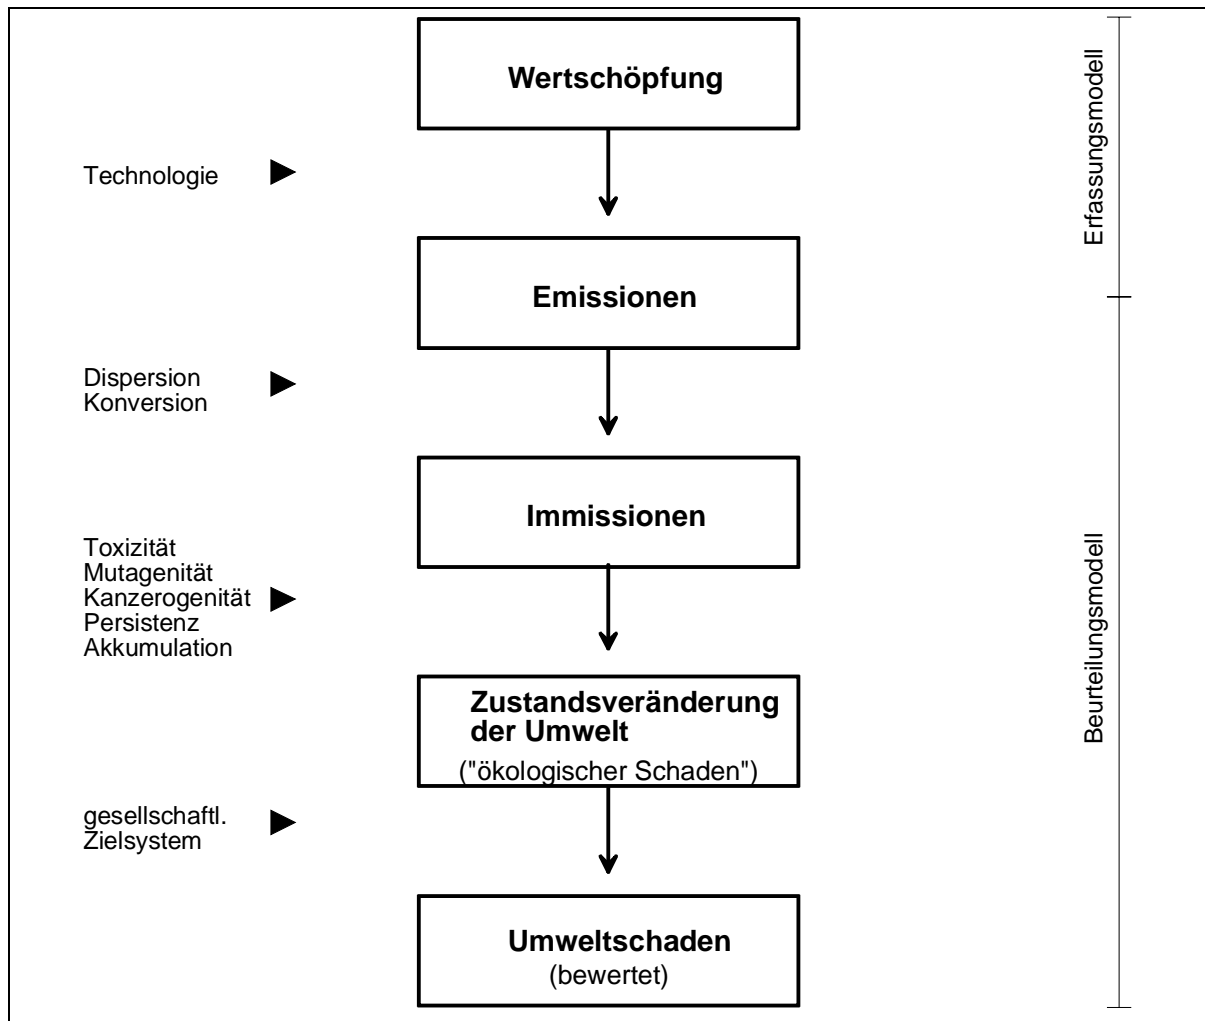 Wertschöpfung
Erfassungsmodell
Technologie
Emissionen
Dispersion
Konversion
Immissionen
Toxizität
Mutagenität
Kanzerogenität
Persistenz
Akkumulation
Beurteilungsmodell
Zustandsveränderung
der Umwelt
("ökologischer Schaden")
gesellschaftl.
Zielsystem
Umweltschaden
(bewertet)